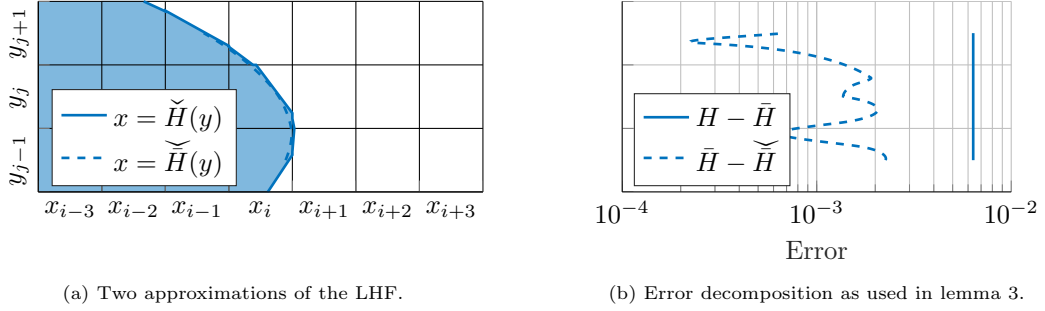 y_{j+1}
y_j
y_{j−1}
x = H̆(y)
x = H̄̆(y)
x_{i−3} x_{i−2} x_{i−1} x_i x_{i+1} x_{i+2} x_{i+3}
(a) Two approximations of the LHF.
H − H̄
H̄ − H̄̆
10^{−4} 10^{−3} 10^{−2}
Error
(b) Error decomposition as used in lemma 3.